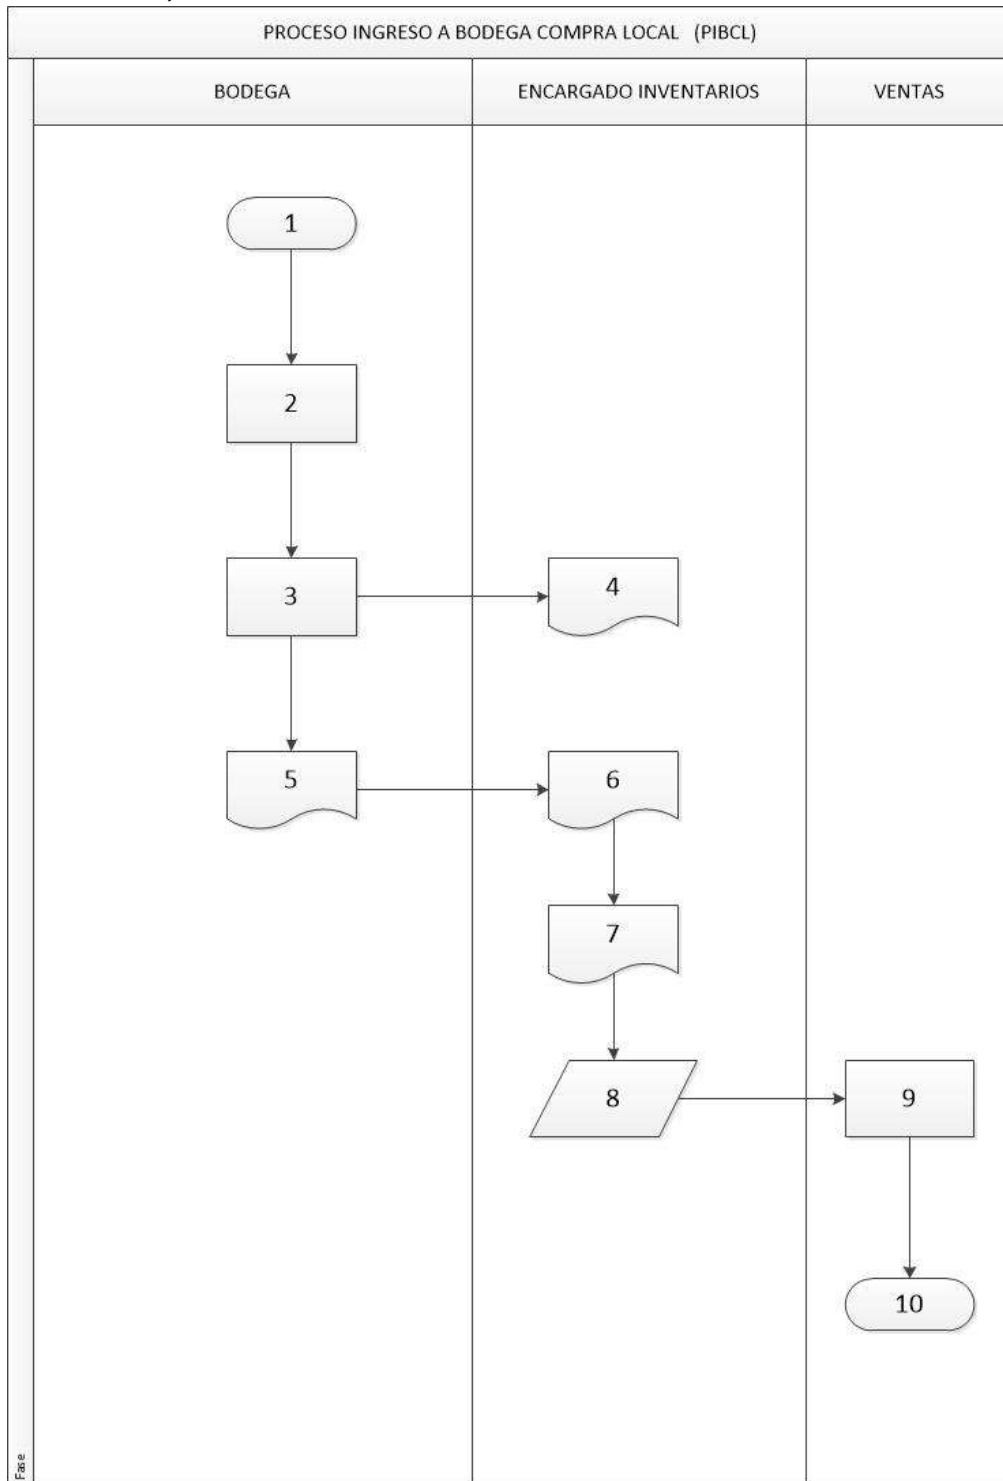 PROCESO INGRESO A BODEGA COMPRA LOCAL (PIBCL)
BODEGA ENCARGADO INVENTARIOS VENTAS
1
2
3 4
5 6
7
8 9
10
Fase